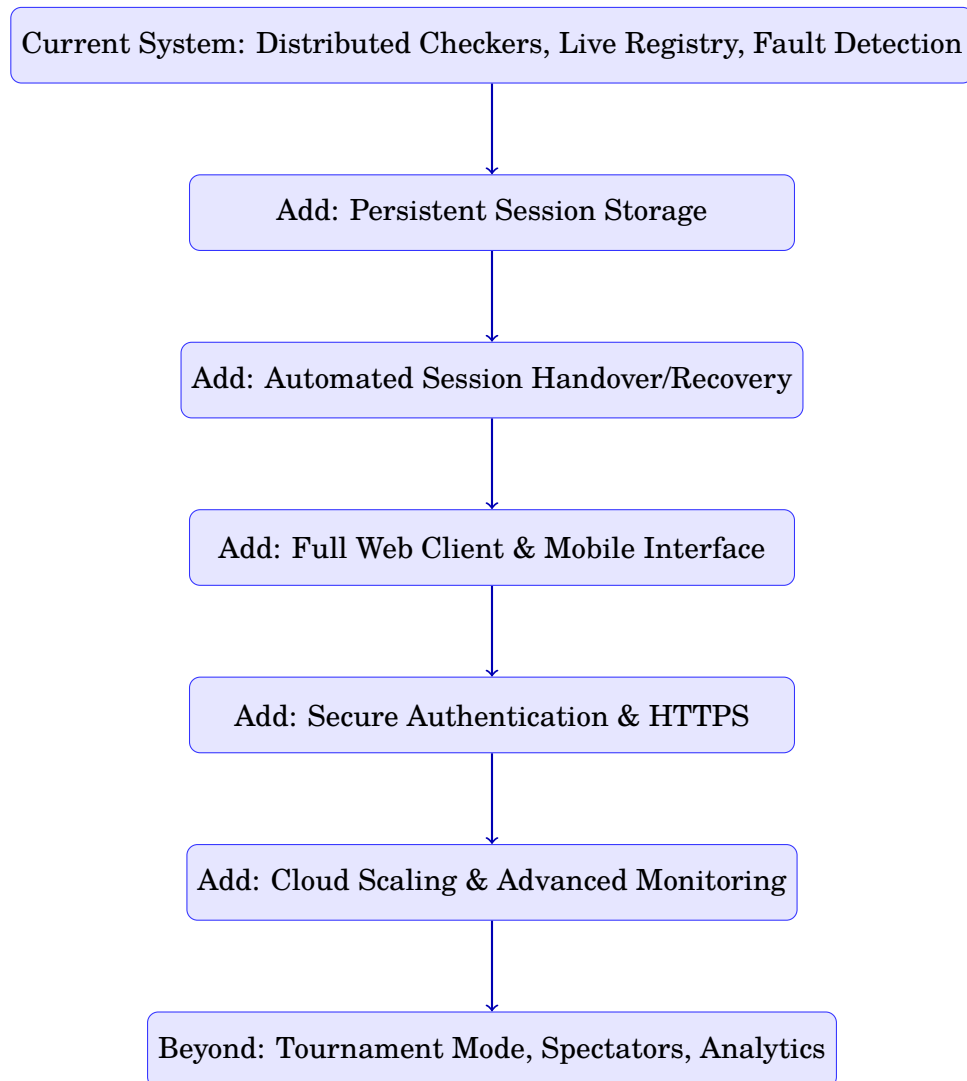 Current System: Distributed Checkers, Live Registry, Fault Detection
Add: Persistent Session Storage
Add: Automated Session Handover/Recovery
Add: Full Web Client & Mobile Interface
Add: Secure Authentication & HTTPS
Add: Cloud Scaling & Advanced Monitoring
Beyond: Tournament Mode, Spectators, Analytics